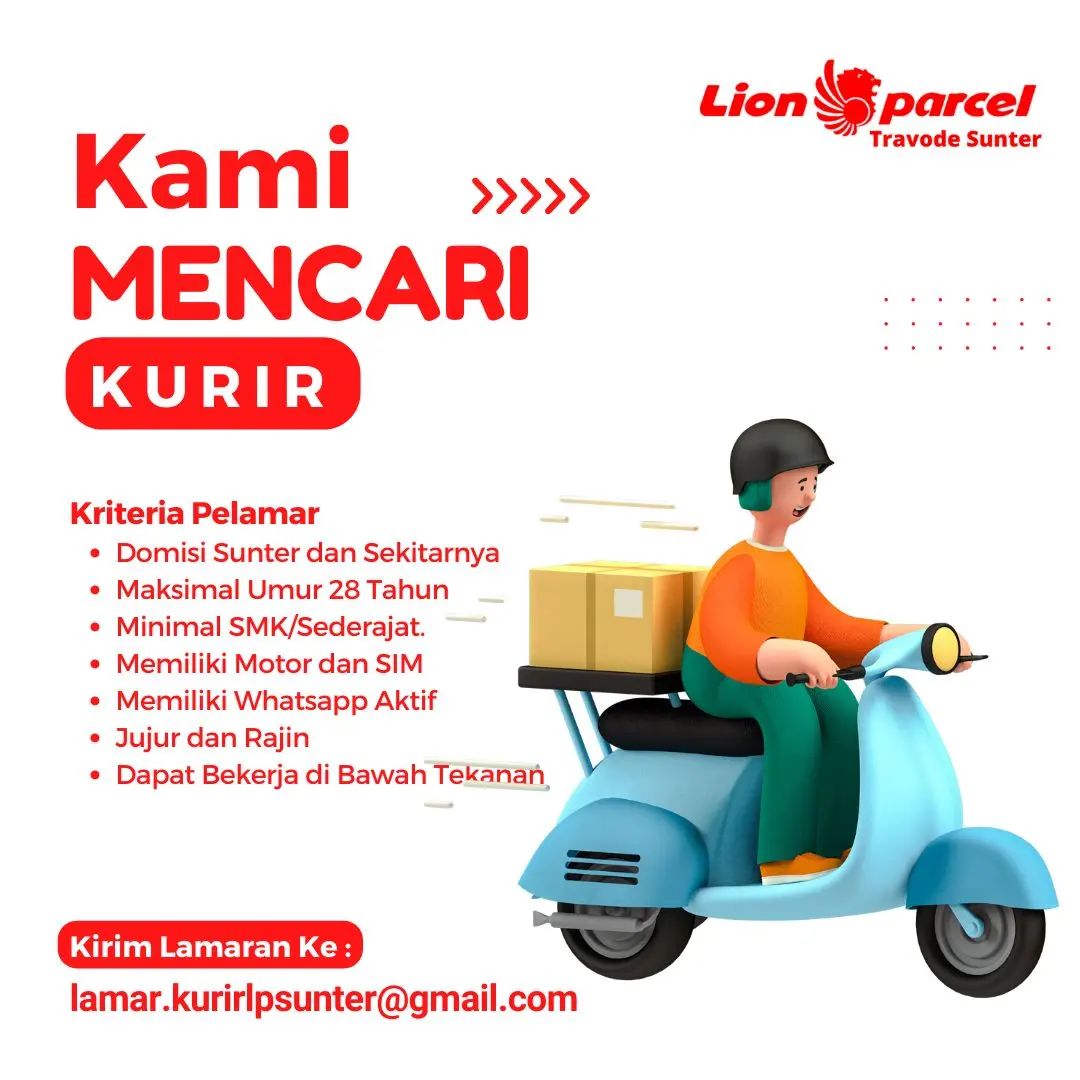 Lion parcel
Travode Sunter
Kami
MENCARI
KURIR
Kriteria Pelamar
• Domisi Sunter dan Sekitarnya
• Maksimal Umur 28 Tahun
• Minimal SMK/Sederajat.
• Memiliki Motor dan SIM
• Memiliki Whatsapp Aktif
• Jujur dan Rajin
• Dapat Bekerja di Bawah Tekanan
Kirim Lamaran Ke :
lamar.kurirlpsunter@gmail.com